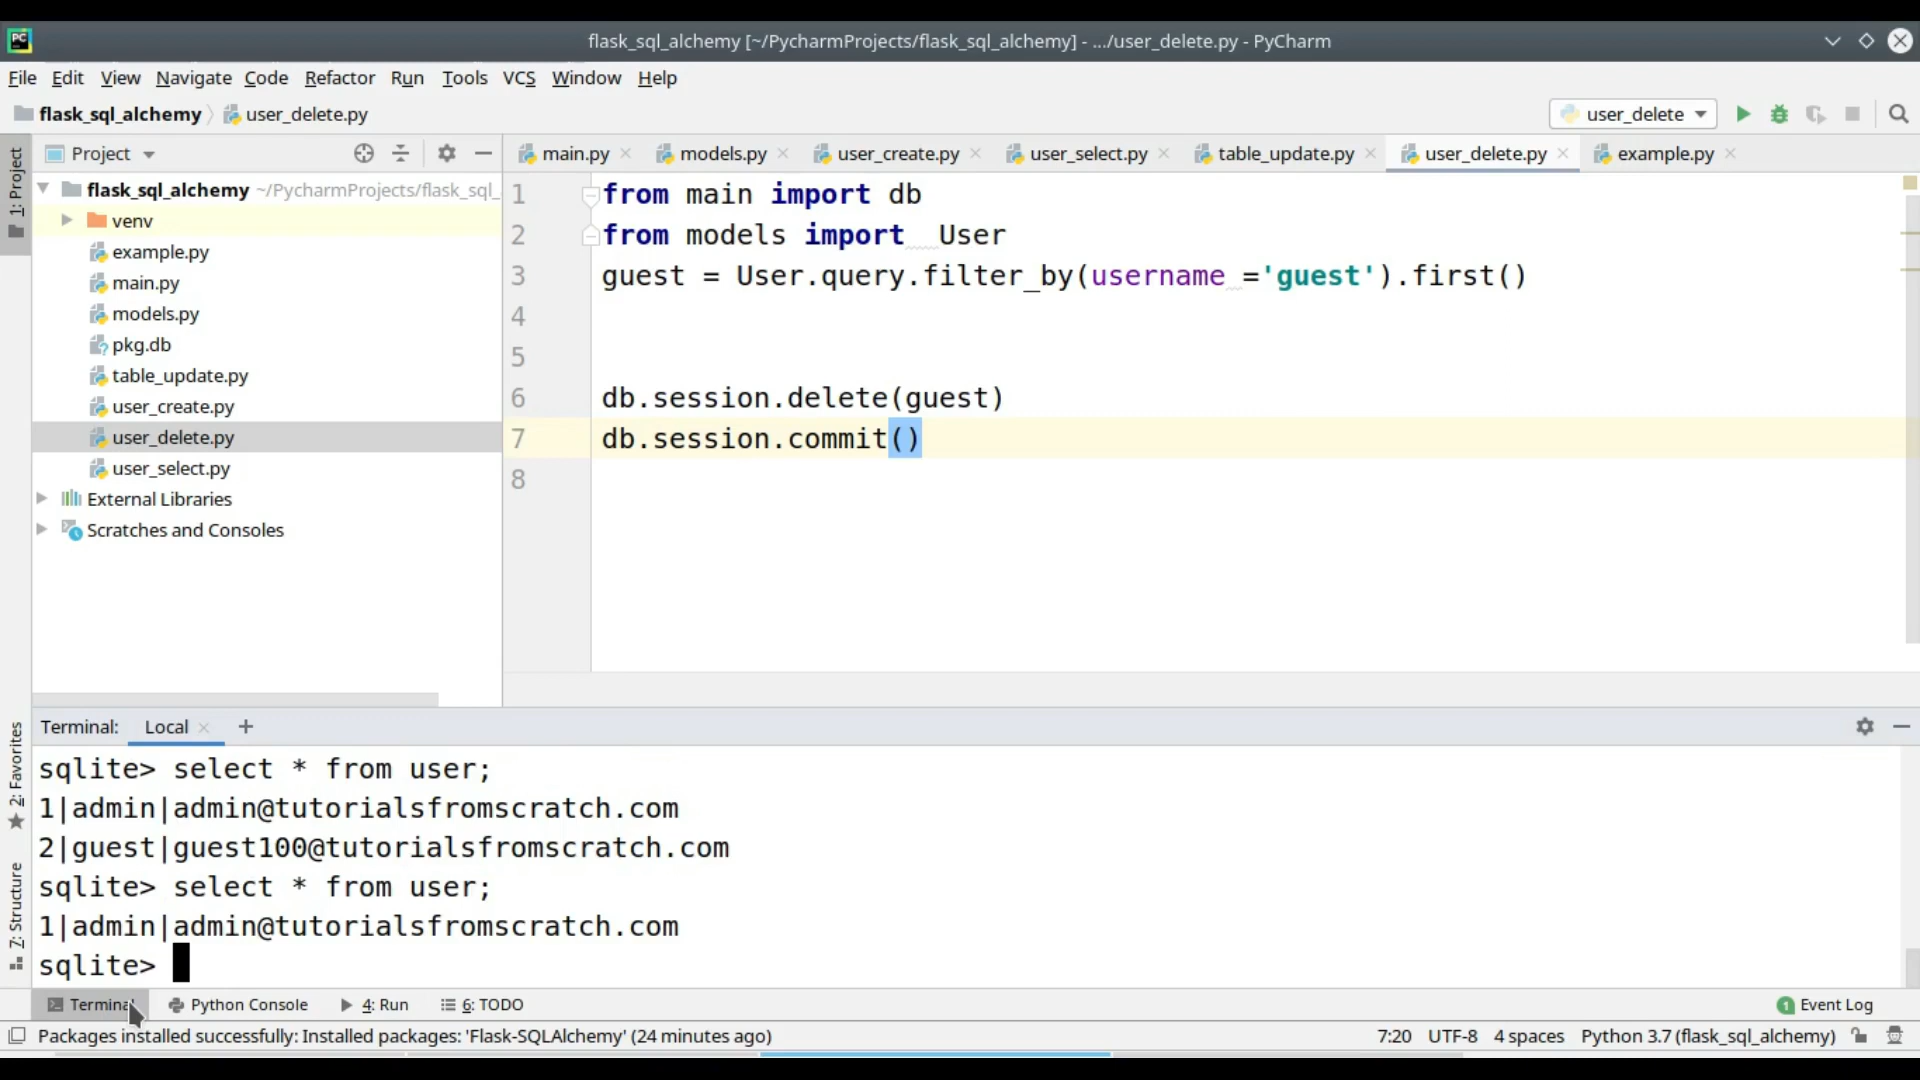 PC
flask_sql_alchemy [~/PycharmProjects/flask_sql_alchemy] - .../user_delete.py - PyCharm
File Edit View Navigate Code Refactor Run Tools VCS Window Help
flask_sql_alchemy user_delete.py
user_delete
1: Project
Project
main.py models.py user_create.py user_select.py table_update.py user_delete.py example.py
flask_sql_alchemy ~/PycharmProjects/flask_sql_
venv
example.py
main.py
models.py
pkg.db
table_update.py
user_create.py
user_delete.py
user_select.py
External Libraries
Scratches and Consoles
1 from main import db
2 from models import  User
3 guest = User.query.filter_by(username ='guest').first()
4
5
6 db.session.delete(guest)
7 db.session.commit()
8
2: Favorites
7: Structure
Terminal: Local +
sqlite> select * from user;
1|admin|admin@tutorialsfromscratch.com
2|guest|guest100@tutorialsfromscratch.com
sqlite> select * from user;
1|admin|admin@tutorialsfromscratch.com
sqlite>
Terminal Python Console 4: Run 6: TODO 1 Event Log
Packages installed successfully: Installed packages: 'Flask-SQLAlchemy' (24 minutes ago) 7:20 UTF-8 4 spaces Python 3.7 (flask_sql_alchemy)